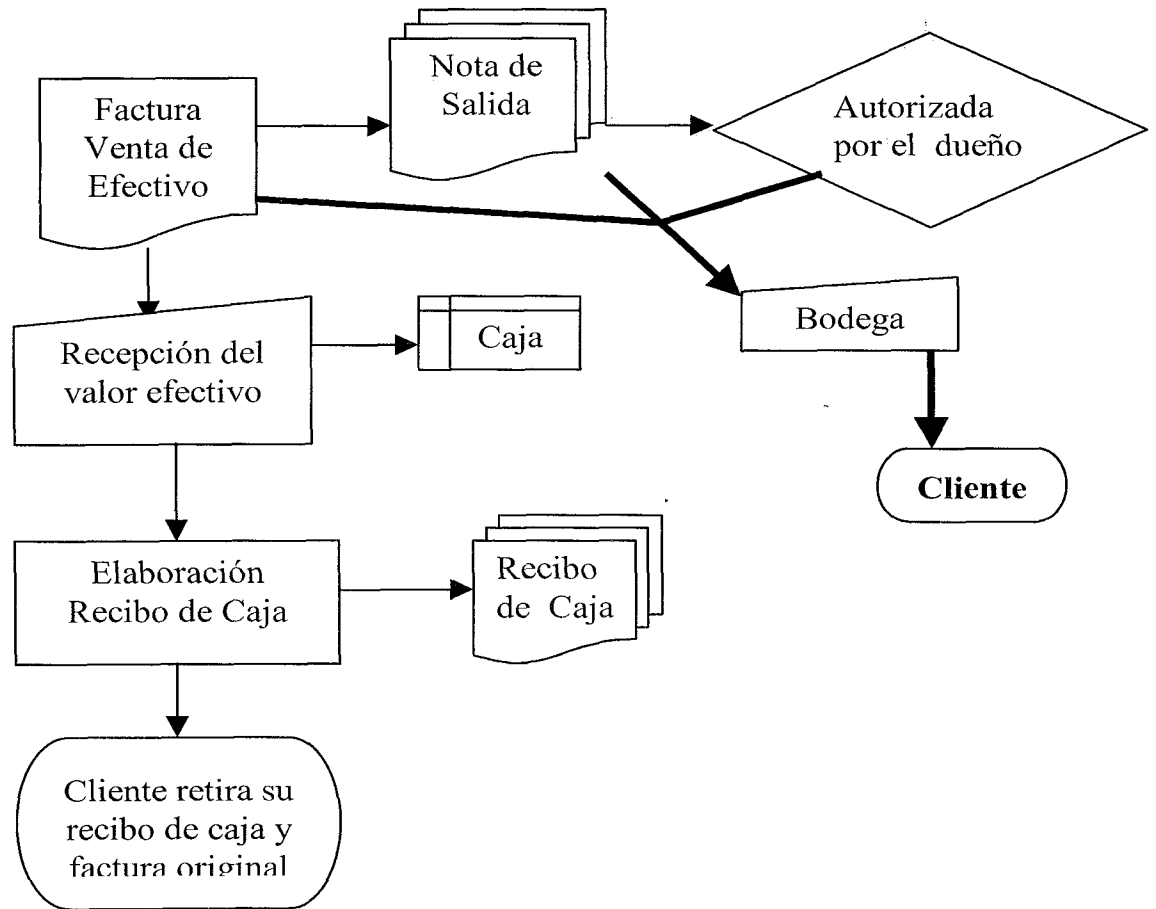 Factura
Venta de
Efectivo
Nota de
Salida
Autorizada
por el dueño
Recepción del
valor efectivo
Caja
Bodega
Cliente
Elaboración
Recibo de Caja
Recibo
de Caja
Cliente retira su
recibo de caja y
factura original